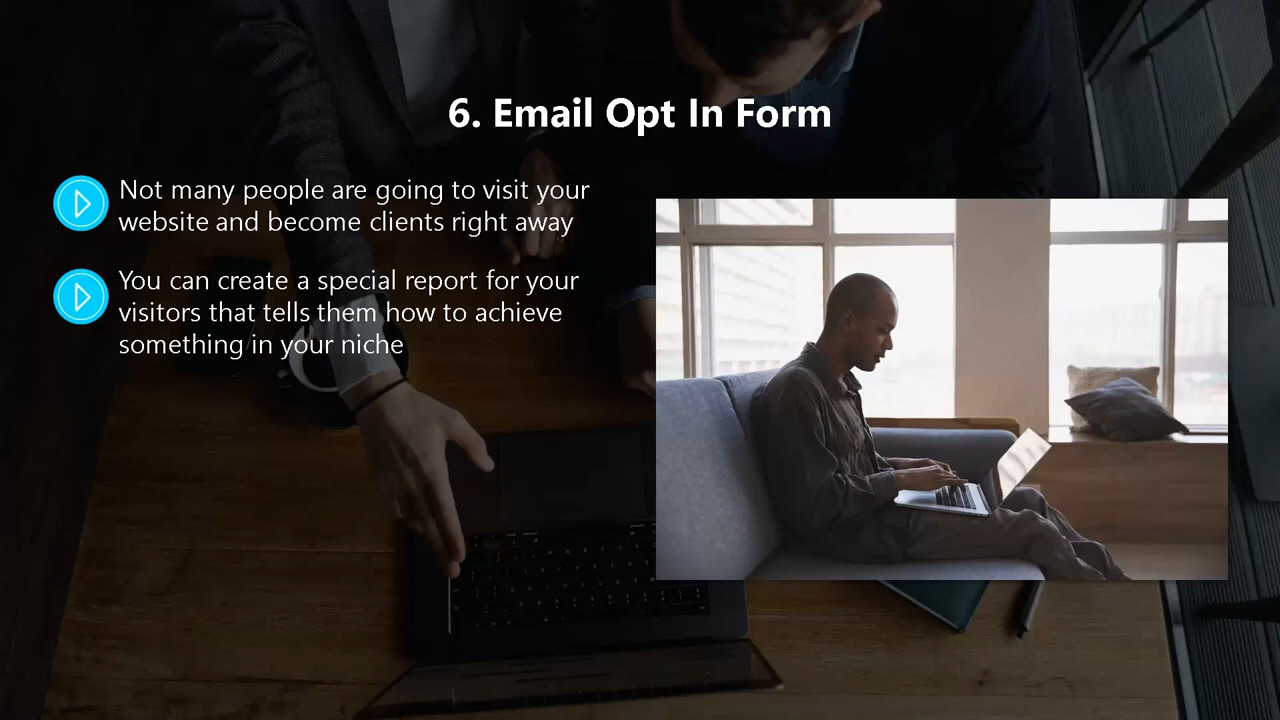 6. Email Opt In Form
Not many people are going to visit your
website and become clients right away
You can create a special report for your
visitors that tells them how to achieve
something in your niche